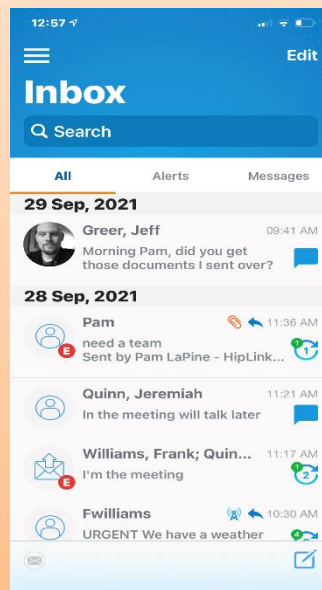 12:57
Edit
Inbox
Search
All Alerts Messages
29 Sep, 2021
Greer, Jeff 09:41 AM
Morning Pam, did you get
those documents I sent over?
28 Sep, 2021
Pam 11:36 AM
need a team
E Sent by Pam LaPine - HipLink... 1 1
Quinn, Jeremiah 11:21 AM
In the meeting will talk later
Williams, Frank; Quin... 11:17 AM
E I'm the meeting 1 2
Fwilliams 10:30 AM
URGENT We have a weather